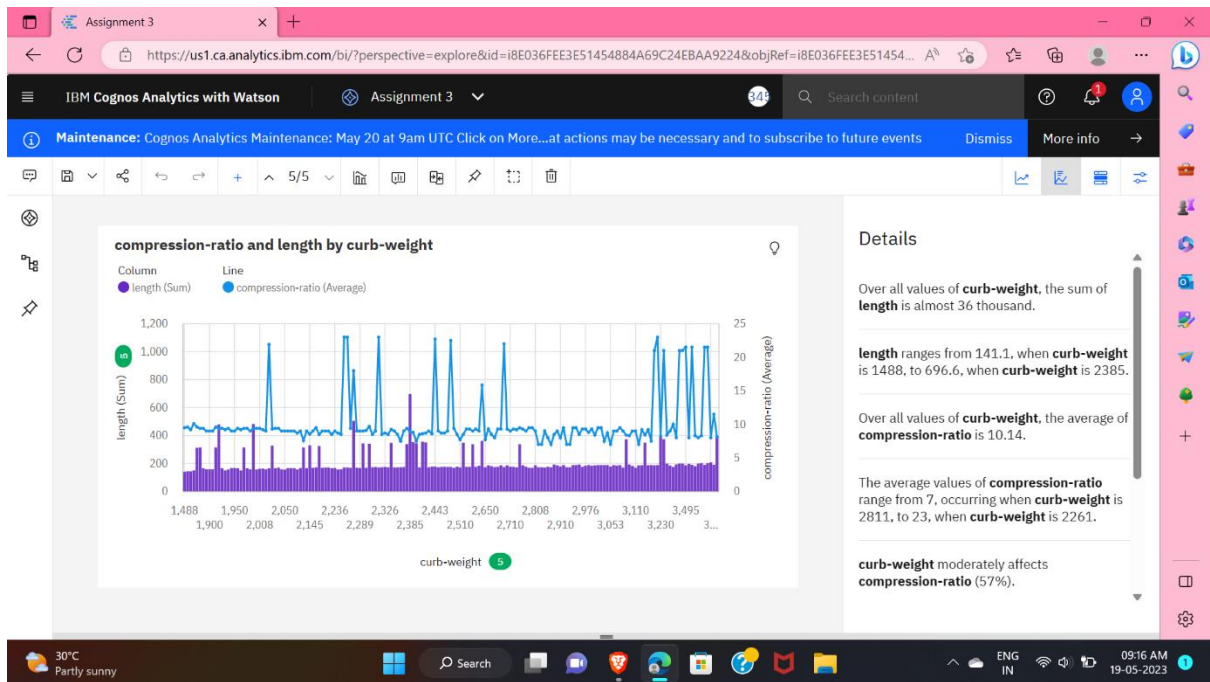 Assignment 3
https://us1.ca.analytics.ibm.com/bi/?perspective=explore&id=i8E036FEE3E51454884A69C24EBAA9224&objRef=i8E036FEE3E51454...
IBM Cognos Analytics with Watson
Assignment 3
345
Search content
1
Maintenance: Cognos Analytics Maintenance: May 20 at 9am UTC Click on More...at actions may be necessary and to subscribe to future events
Dismiss
More info
5/5
compression-ratio and length by curb-weight
Column
Line
length (Sum)
compression-ratio (Average)
1,200
1,000
800
600
400
200
0
length (Sum)
5
25
20
15
10
5
0
compression-ratio (Average)
1,488 1,950 2,050 2,236 2,326 2,443 2,650 2,808 2,976 3,110 3,495
1,900 2,008 2,145 2,289 2,385 2,510 2,710 2,910 3,053 3,230 3...
curb-weight 5
Details
Over all values of curb-weight, the sum of
length is almost 36 thousand.
length ranges from 141.1, when curb-weight
is 1488, to 696.6, when curb-weight is 2385.
Over all values of curb-weight, the average of
compression-ratio is 10.14.
The average values of compression-ratio
range from 7, occurring when curb-weight is
2811, to 23, when curb-weight is 2261.
curb-weight moderately affects
compression-ratio (57%).
30°C
Partly sunny
Search
ENG
IN
09:16 AM
19-05-2023
1